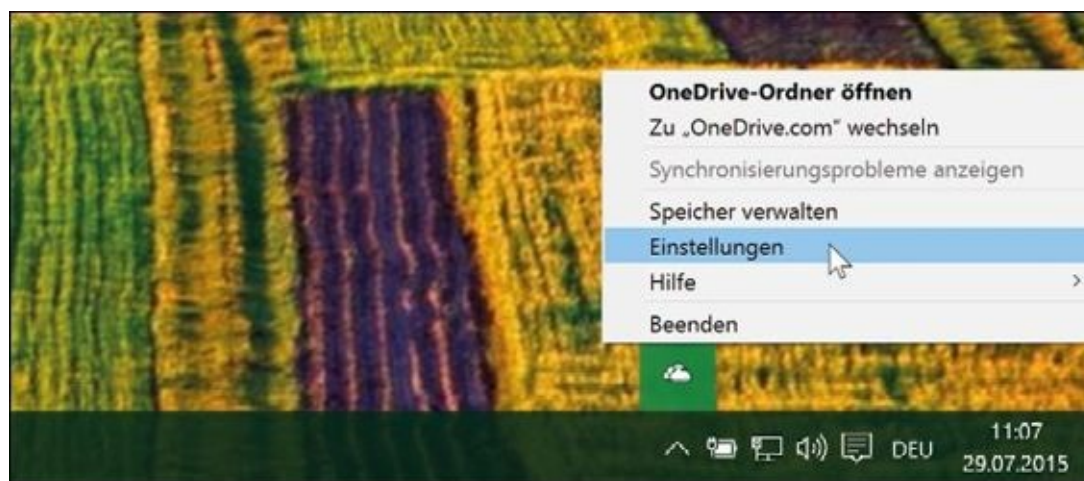 OneDrive-Ordner öffnen
Zu „OneDrive.com“ wechseln
Synchronisierungsprobleme anzeigen
Speicher verwalten
Einstellungen
Hilfe
Beenden
DEU
11:07
29.07.2015